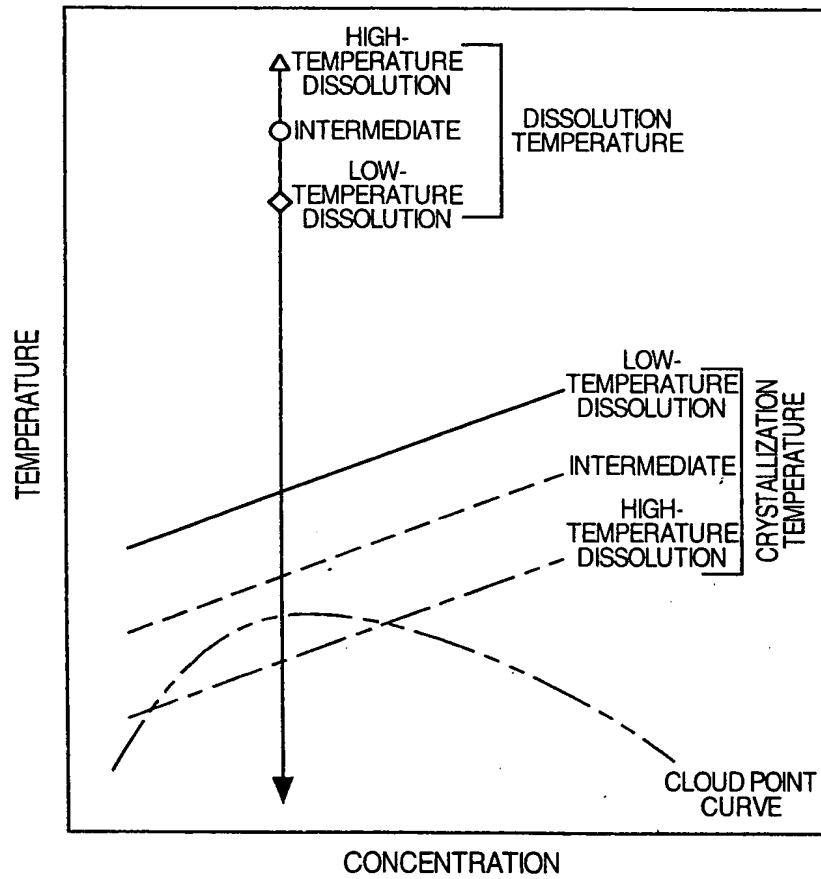 HIGH-
TEMPERATURE
DISSOLUTION
INTERMEDIATE
LOW-
TEMPERATURE
DISSOLUTION
DISSOLUTION
TEMPERATURE
TEMPERATURE
LOW-
TEMPERATURE
DISSOLUTION
INTERMEDIATE
HIGH-
TEMPERATURE
DISSOLUTION
CRYSTALLIZATION
TEMPERATURE
CLOUD POINT
CURVE
CONCENTRATION